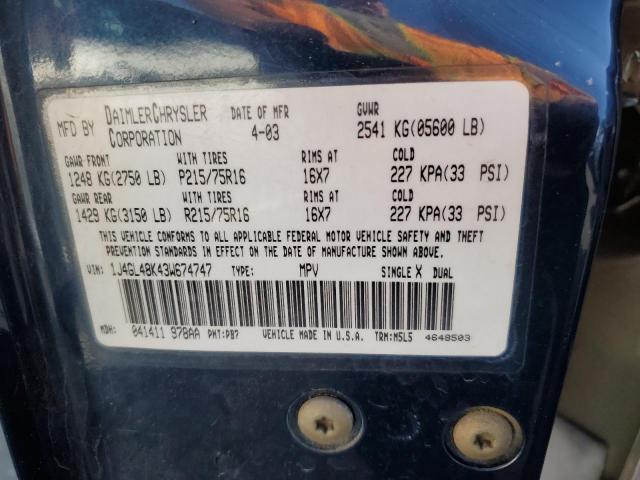 MFD BY DAIMLERCHRYSLER CORPORATION DATE OF MFR 4-03 GVWR 2541 KG(05600 LB)
GAWR FRONT WITH TIRES RIMS AT COLD
1248 KG(2750 LB) P215/75R16 16X7 227 KPA(33 PSI)
GAWR REAR WITH TIRES RIMS AT COLD
1429 KG(3150 LB) R215/75R16 16X7 227 KPA(33 PSI)
THIS VEHICLE CONFORMS TO ALL APPLICABLE FEDERAL MOTOR VEHICLE SAFETY AND THEFT
PREVENTION STANDARDS IN EFFECT ON THE DATE OF MANUFACTURE SHOWN ABOVE.
VIN: 1J4GL48K43W674747 TYPE: MPV SINGLE X DUAL
MDH: 041411 978AA PNT:PB7 VEHICLE MADE IN U.S.A. TRM:M5L5 4648503